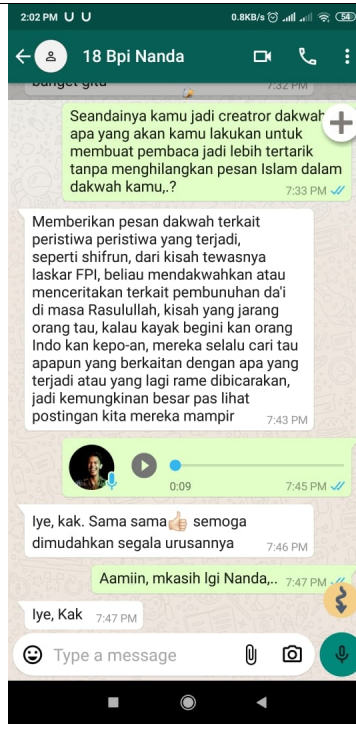 2:02 PM U U 0.8KB/s 54
18 Bpi Nanda
banget gitu 7:32 PM
Seandainya kamu jadi creatror dakwah
apa yang akan kamu lakukan untuk
membuat pembaca jadi lebih tertarik
tanpa menghilangkan pesan Islam dalam
dakwah kamu,.? 7:33 PM
Memberikan pesan dakwah terkait
peristiwa peristiwa yang terjadi,
seperti shifrun, dari kisah tewasnya
laskar FPI, beliau mendakwahkan atau
menceritakan terkait pembunuhan da'i
di masa Rasulullah, kisah yang jarang
orang tau, kalau kayak begini kan orang
Indo kan kepo-an, mereka selalu cari tau
apapun yang berkaitan dengan apa yang
terjadi atau yang lagi rame dibicarakan,
jadi kemungkinan besar pas lihat
postingan kita mereka mampir 7:43 PM
0:09 7:45 PM
Iye, kak. Sama sama👍🏻 semoga
dimudahkan segala urusannya 7:46 PM
Aamiin, mkasih lgi Nanda,.. 7:47 PM
Iye, Kak 7:47 PM
Type a message